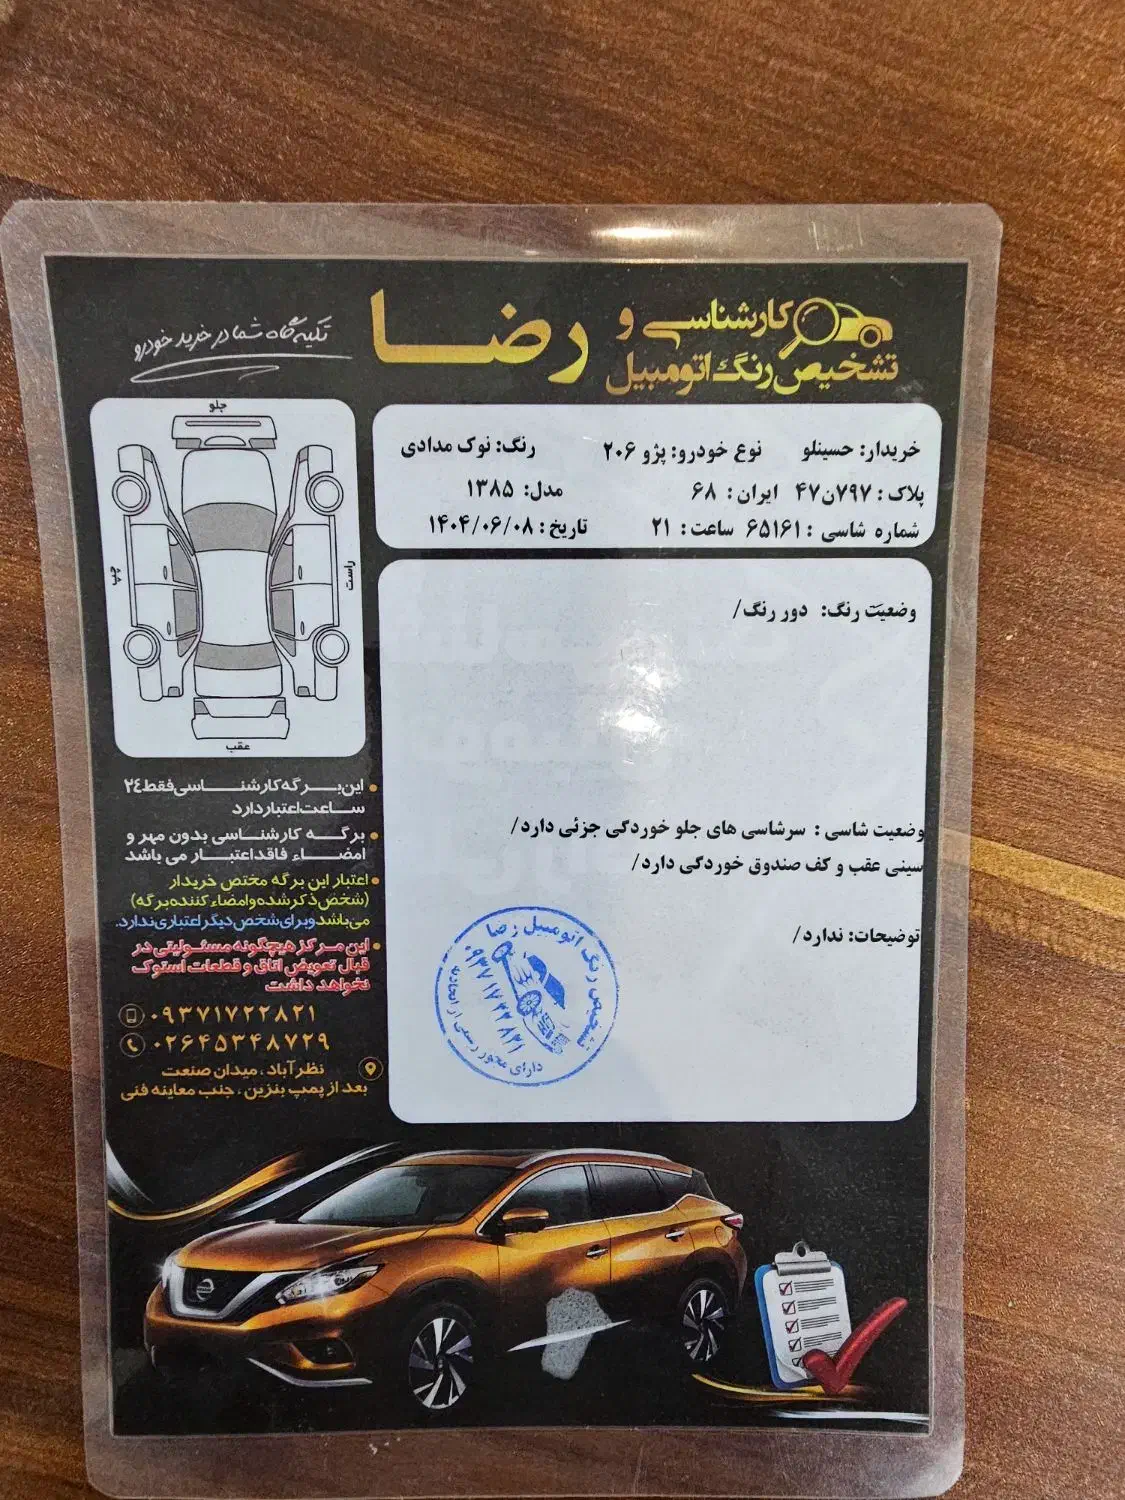 کارشناسی و
تشخیص رنگ اتومبیل
رضا
تکیه گاه شما در خرید خودرو
خریدار: حسینلو نوع خودرو: پژو ۲۰۶ رنگ: نوک مدادی
پلاک : ۷۹۷ن۴۷ ایران : ۶۸ مدل: ۱۳۸۵
شماره شاسی : ۶۵۱۶۱ ساعت : ۲۱ تاریخ : ۱۴۰۴/۰۶/۰۸
جلو
چپ
راست
عقب
وضعیت رنگ: دور رنگ/
وضعیت شاسی : سرشاسی های جلو خوردگی جزئی دارد/
سینی عقب و کف صندوق خوردگی دارد/
توضیحات: ندارد/
تشخیص رنگ اتومبیل رضا
۰۹۳۷۱۷۲۲۸۲۱
دارای مجوز رسمی از اتحادیه
این برگه کارشناسی فقط ۲۴
ساعت اعتبار دارد
برگه کارشناسی بدون مهر و
امضاء فاقد اعتبار می باشد
اعتبار این برگه مختص خریدار
(شخص ذکر شده و امضاء کننده برگه)
می باشد و برای شخص دیگر اعتباری ندارد.
این مرکز هیچگونه مسئولیتی در
قبال تعویض اتاق و قطعات استوک
نخواهد داشت
۰۹۳۷۱۷۲۲۸۲۱
۰۲۶۴۵۳۴۸۷۲۹
نظرآباد ، میدان صنعت
بعد از پمپ بنزین ، جنب معاینه فنی